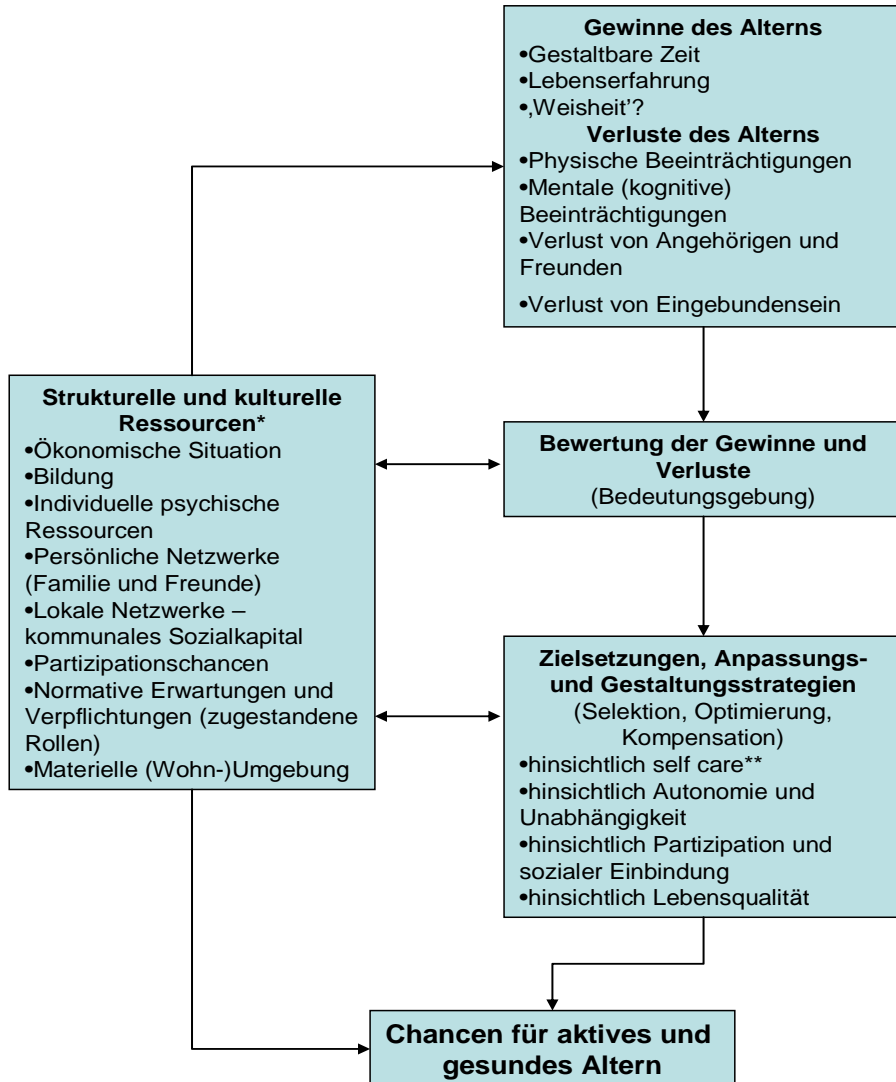 Gewinne des Alterns
•Gestaltbare Zeit
•Lebenserfahrung
•‚Weisheit’?
Verluste des Alterns
•Physische Beeinträchtigungen
•Mentale (kognitive)
Beeinträchtigungen
•Verlust von Angehörigen und
Freunden
•Verlust von Eingebundensein
Strukturelle und kulturelle
Ressourcen*
•Ökonomische Situation
•Bildung
•Individuelle psychische
Ressourcen
•Persönliche Netzwerke
(Familie und Freunde)
•Lokale Netzwerke –
kommunales Sozialkapital
•Partizipationschancen
•Normative Erwartungen und
Verpflichtungen (zugestandene
Rollen)
•Materielle (Wohn-)Umgebung
Bewertung der Gewinne und
Verluste
(Bedeutungsgebung)
Zielsetzungen, Anpassungs-
und Gestaltungsstrategien
(Selektion, Optimierung,
Kompensation)
•hinsichtlich self care**
•hinsichtlich Autonomie und
Unabhängigkeit
•hinsichtlich Partizipation und
sozialer Einbindung
•hinsichtlich Lebensqualität
Chancen für aktives und
gesundes Altern